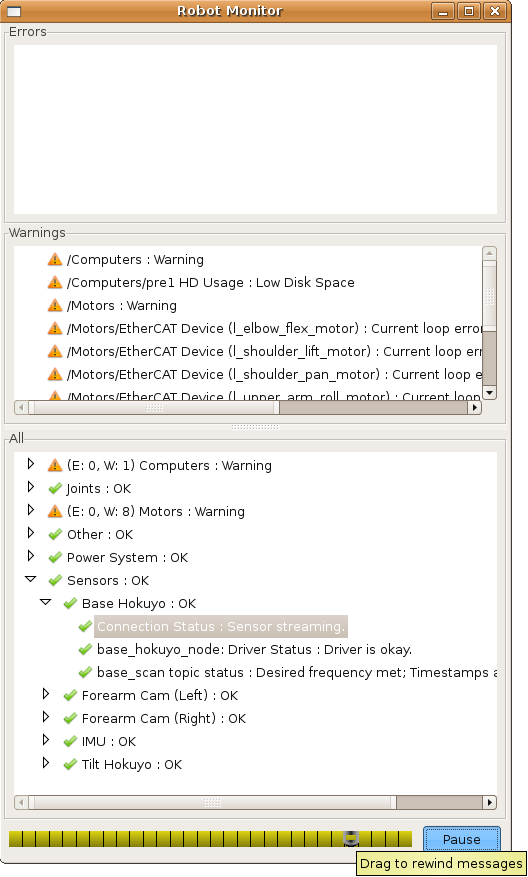 Robot Monitor
Errors
Warnings
/Computers : Warning
/Computers/pre1 HD Usage : Low Disk Space
/Motors : Warning
/Motors/EtherCAT Device (l_elbow_flex_motor) : Current loop error
/Motors/EtherCAT Device (l_shoulder_lift_motor) : Current loop err
/Motors/EtherCAT Device (l_shoulder_pan_motor) : Current loop e
/Motors/EtherCAT Device (l_upper_arm_roll_motor) : Current loop
All
(E: 0, W: 1) Computers : Warning
Joints : OK
(E: 0, W: 8) Motors : Warning
Other : OK
Power System : OK
Sensors : OK
Base Hokuyo : OK
Connection Status : Sensor streaming.
base_hokuyo_node: Driver Status : Driver is okay.
base_scan topic status : Desired frequency met; Timestamps a
Forearm Cam (Left) : OK
Forearm Cam (Right) : OK
IMU : OK
Tilt Hokuyo : OK
Pause
Drag to rewind messages